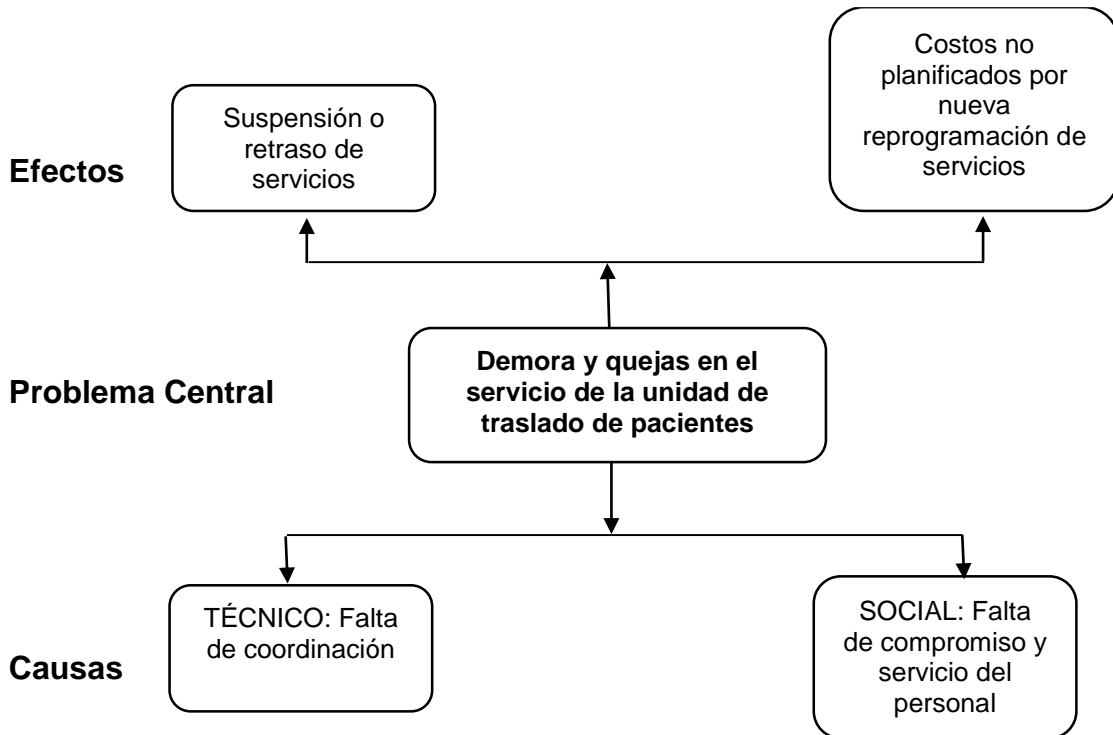 Costos no
planificados por
nueva
reprogramación de
servicios
Suspensión o
retraso de
servicios
Efectos
Demora y quejas en el
servicio de la unidad de
traslado de pacientes
Problema Central
TÉCNICO: Falta
de coordinación
SOCIAL: Falta
de compromiso y
servicio del
personal
Causas